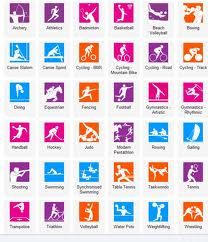 Archery Athletics Badminton Basketball Beach Boxing
Volleyball
Canoe Slalom Canoe Sprint Cycling - BMX Cycling - Cycling - Road Cycling - Track
Mountain Bike
Diving Equestrian Fencing Football Gymnastics - Gymnastics -
Artistic Rhythmic
Handball Hockey Judo Modern Rowing Sailing
Pentathlon
Shooting Swimming Synchronised Table Tennis Taekwondo Tennis
Swimming
Trampoline Triathlon Volleyball Water Polo Weightlifting Wrestling